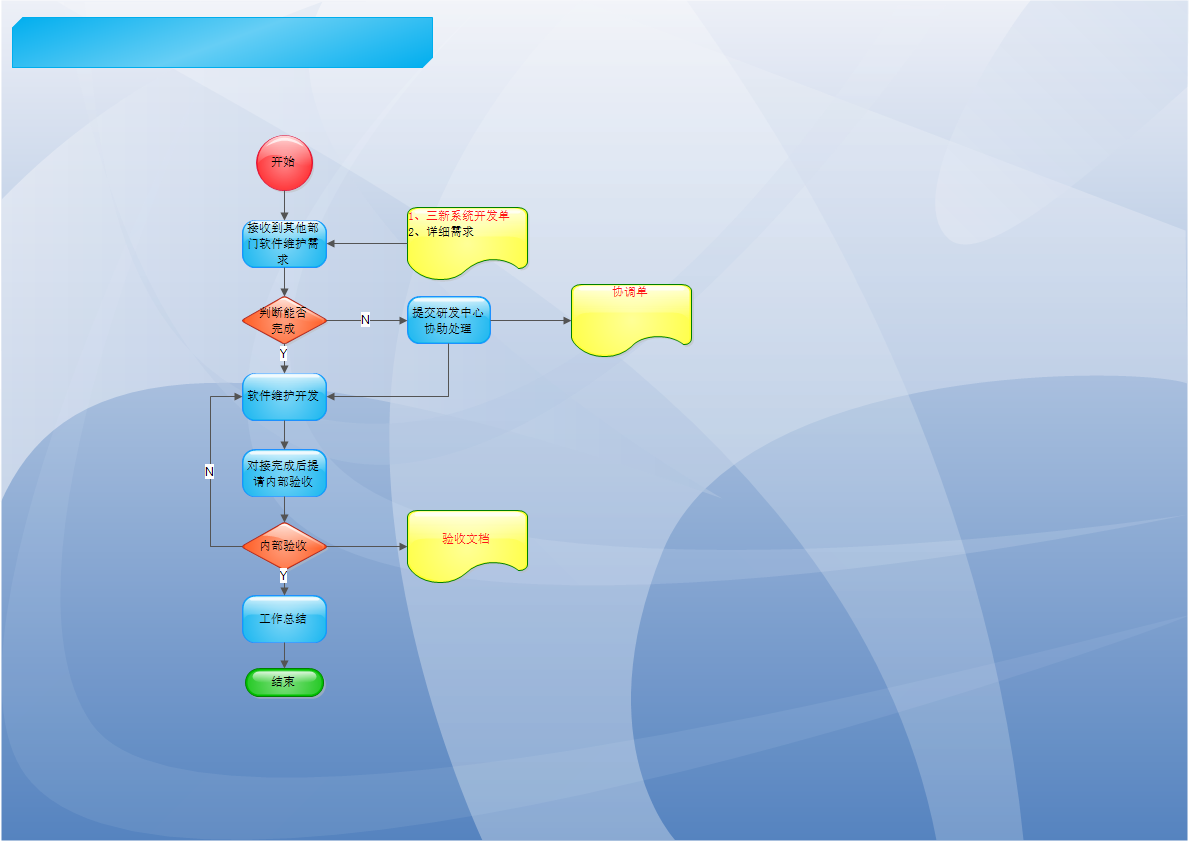 开始
接收到其他部
门软件维护需
求
1、三新系统开发单
2、详细需求
判断能否
完成
N
提交研发中心
协助处理
协调单
Y
软件维护开发
N
对接完成后提
请内部验收
内部验收
验收文档
Y
工作总结
结束